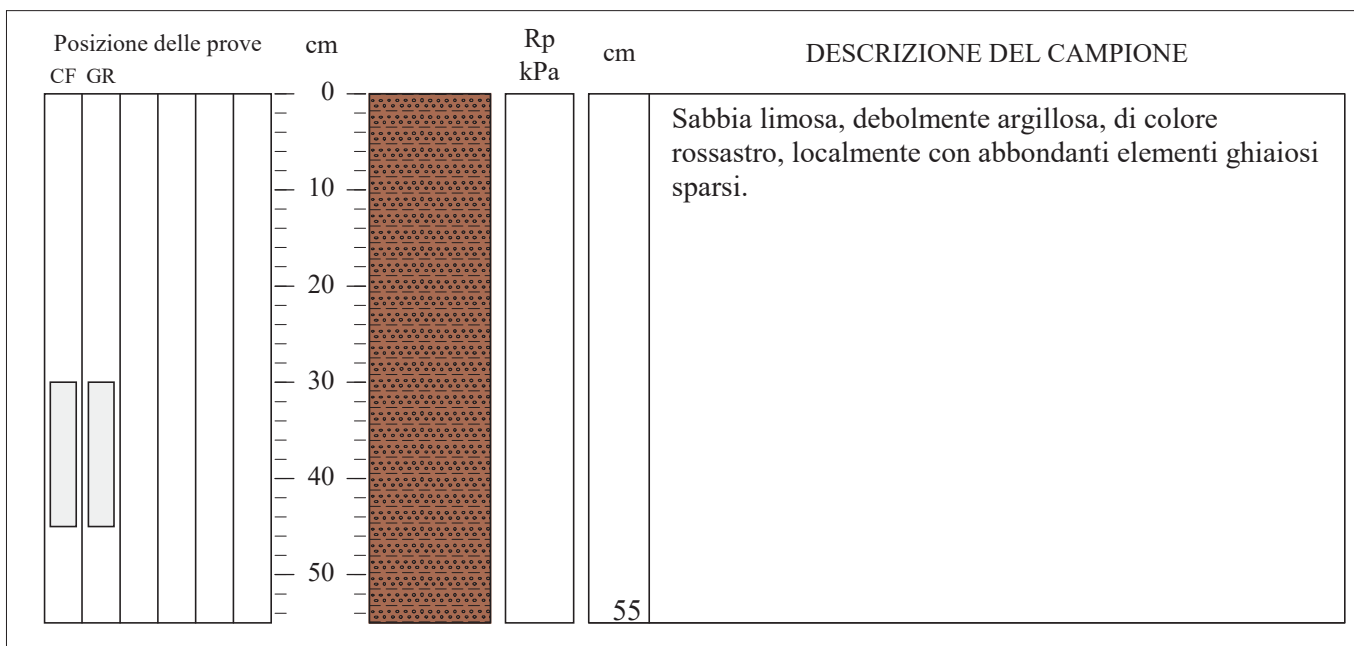 Posizione delle prove
CF GR
cm
Rp
kPa
cm
DESCRIZIONE DEL CAMPIONE
0
10
20
30
40
50
55
Sabbia limosa, debolmente argillosa, di colore
rossastro, localmente con abbondanti elementi ghiaiosi
sparsi.